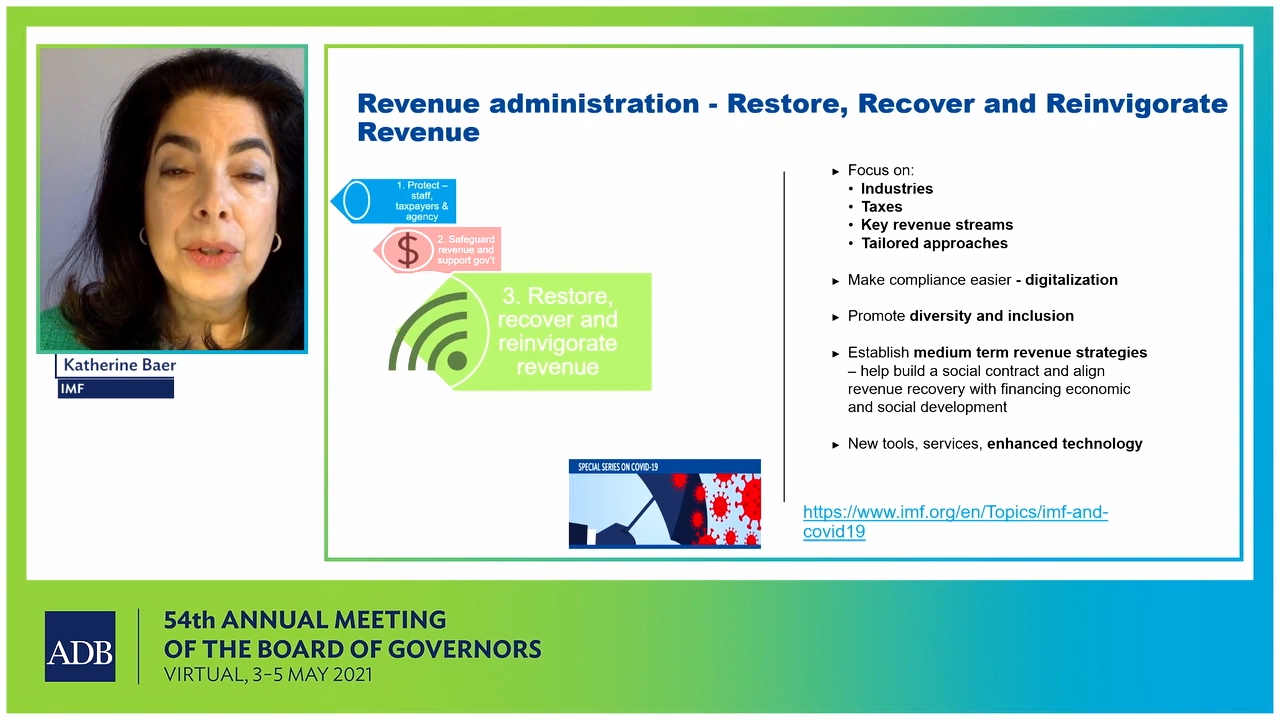 Revenue administration - Restore, Recover and Reinvigorate
Revenue
1. Protect –
staff,
taxpayers &
agency
$
2. Safeguard
revenue and
support gov't
3. Restore,
recover and
reinvigorate
revenue
► Focus on:
• Industries
• Taxes
• Key revenue streams
• Tailored approaches
► Make compliance easier - digitalization
► Promote diversity and inclusion
► Establish medium term revenue strategies
– help build a social contract and align
revenue recovery with financing economic
and social development
► New tools, services, enhanced technology
SPECIAL SERIES ON COVID-19
https://www.imf.org/en/Topics/imf-and-
covid19
Katherine Baer
IMF
ADB
54th ANNUAL MEETING
OF THE BOARD OF GOVERNORS
VIRTUAL, 3–5 MAY 2021